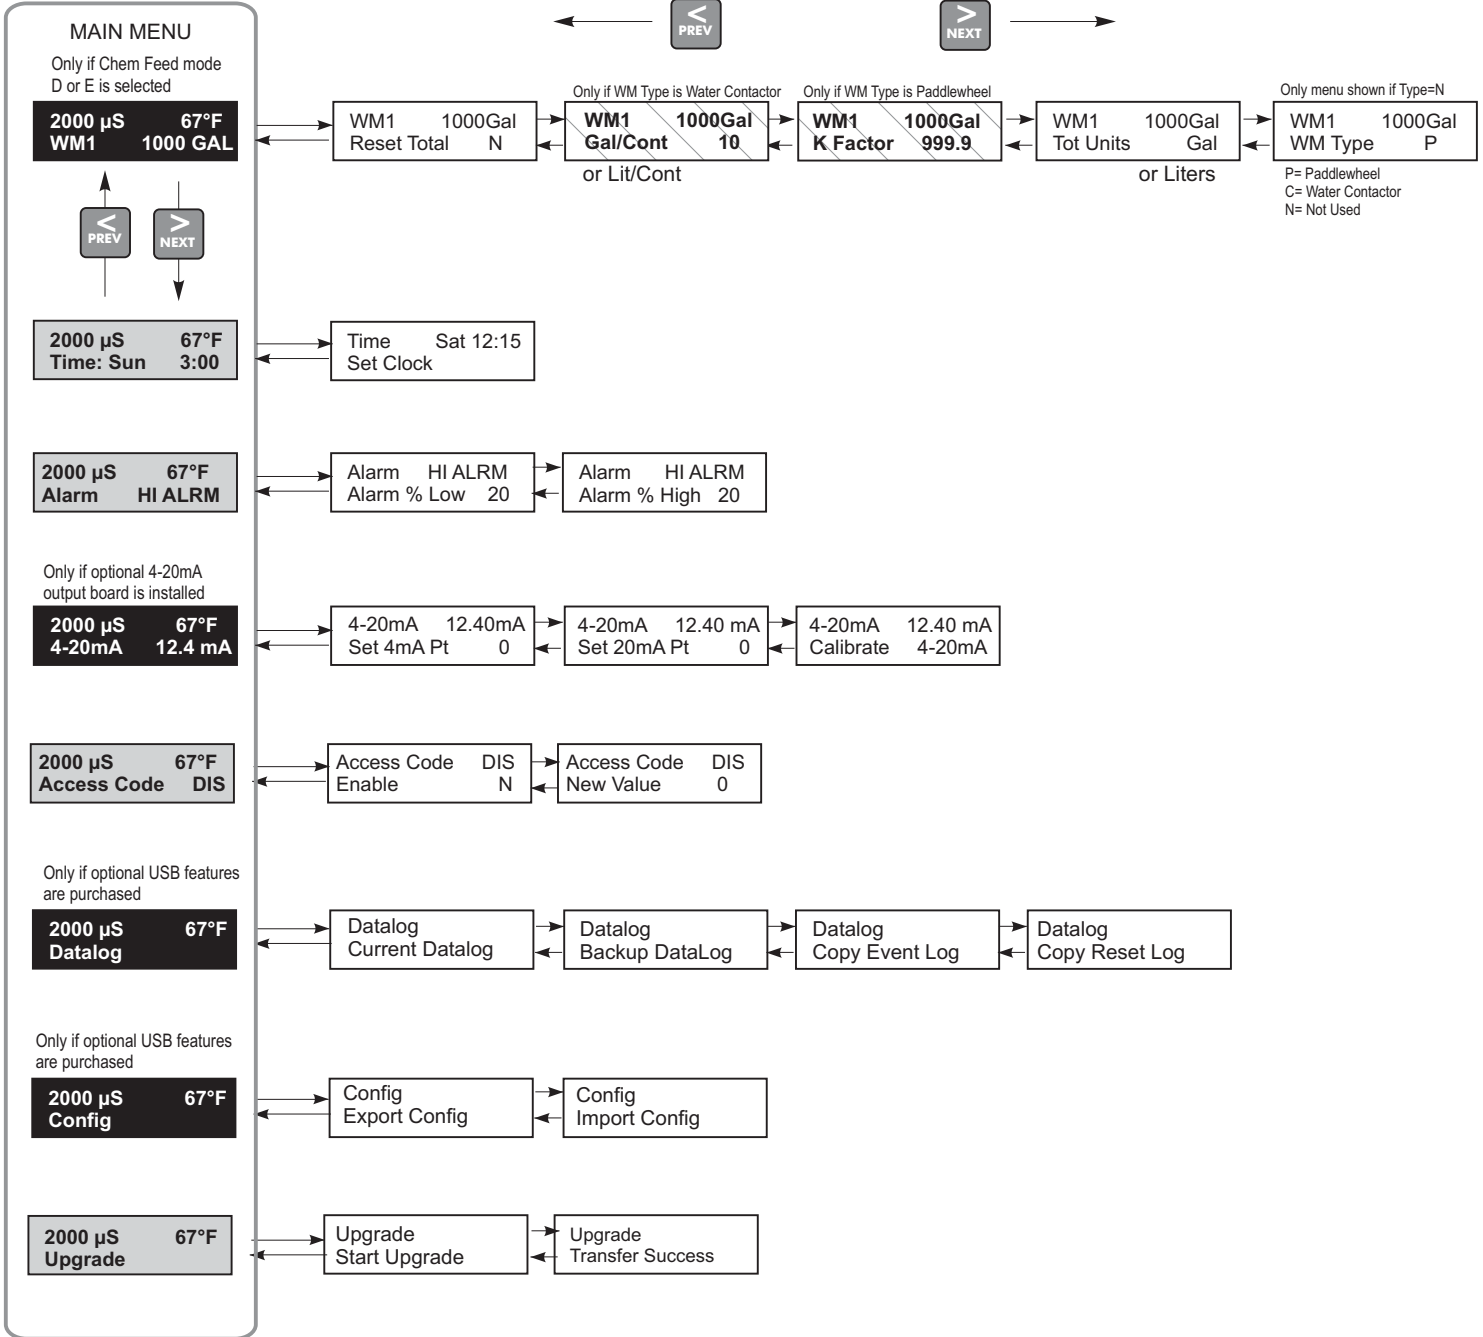 MAIN MENU
< PREV
> NEXT
Only if Chem Feed mode
D or E is selected
2000 µS 67°F
WM1 1000 GAL
WM1 1000Gal
Reset Total N
Only if WM Type is Water Contactor
WM1 1000Gal
Gal/Cont 10
or Lit/Cont
Only if WM Type is Paddlewheel
WM1 1000Gal
K Factor 999.9
WM1 1000Gal
Tot Units Gal
or Liters
Only menu shown if Type=N
WM1 1000Gal
WM Type P
P= Paddlewheel
C= Water Contactor
N= Not Used
< PREV
> NEXT
2000 µS 67°F
Time: Sun 3:00
Time Sat 12:15
Set Clock
2000 µS 67°F
Alarm HI ALRM
Alarm HI ALRM
Alarm % Low 20
Alarm HI ALRM
Alarm % High 20
Only if optional 4-20mA
output board is installed
2000 µS 67°F
4-20mA 12.4 mA
4-20mA 12.40mA
Set 4mA Pt 0
4-20mA 12.40 mA
Set 20mA Pt 0
4-20mA 12.40 mA
Calibrate 4-20mA
2000 µS 67°F
Access Code DIS
Access Code DIS
Enable N
Access Code DIS
New Value 0
Only if optional USB features
are purchased
2000 µS 67°F
Datalog
Datalog
Current Datalog
Datalog
Backup DataLog
Datalog
Copy Event Log
Datalog
Copy Reset Log
Only if optional USB features
are purchased
2000 µS 67°F
Config
Config
Export Config
Config
Import Config
2000 µS 67°F
Upgrade
Upgrade
Start Upgrade
Upgrade
Transfer Success